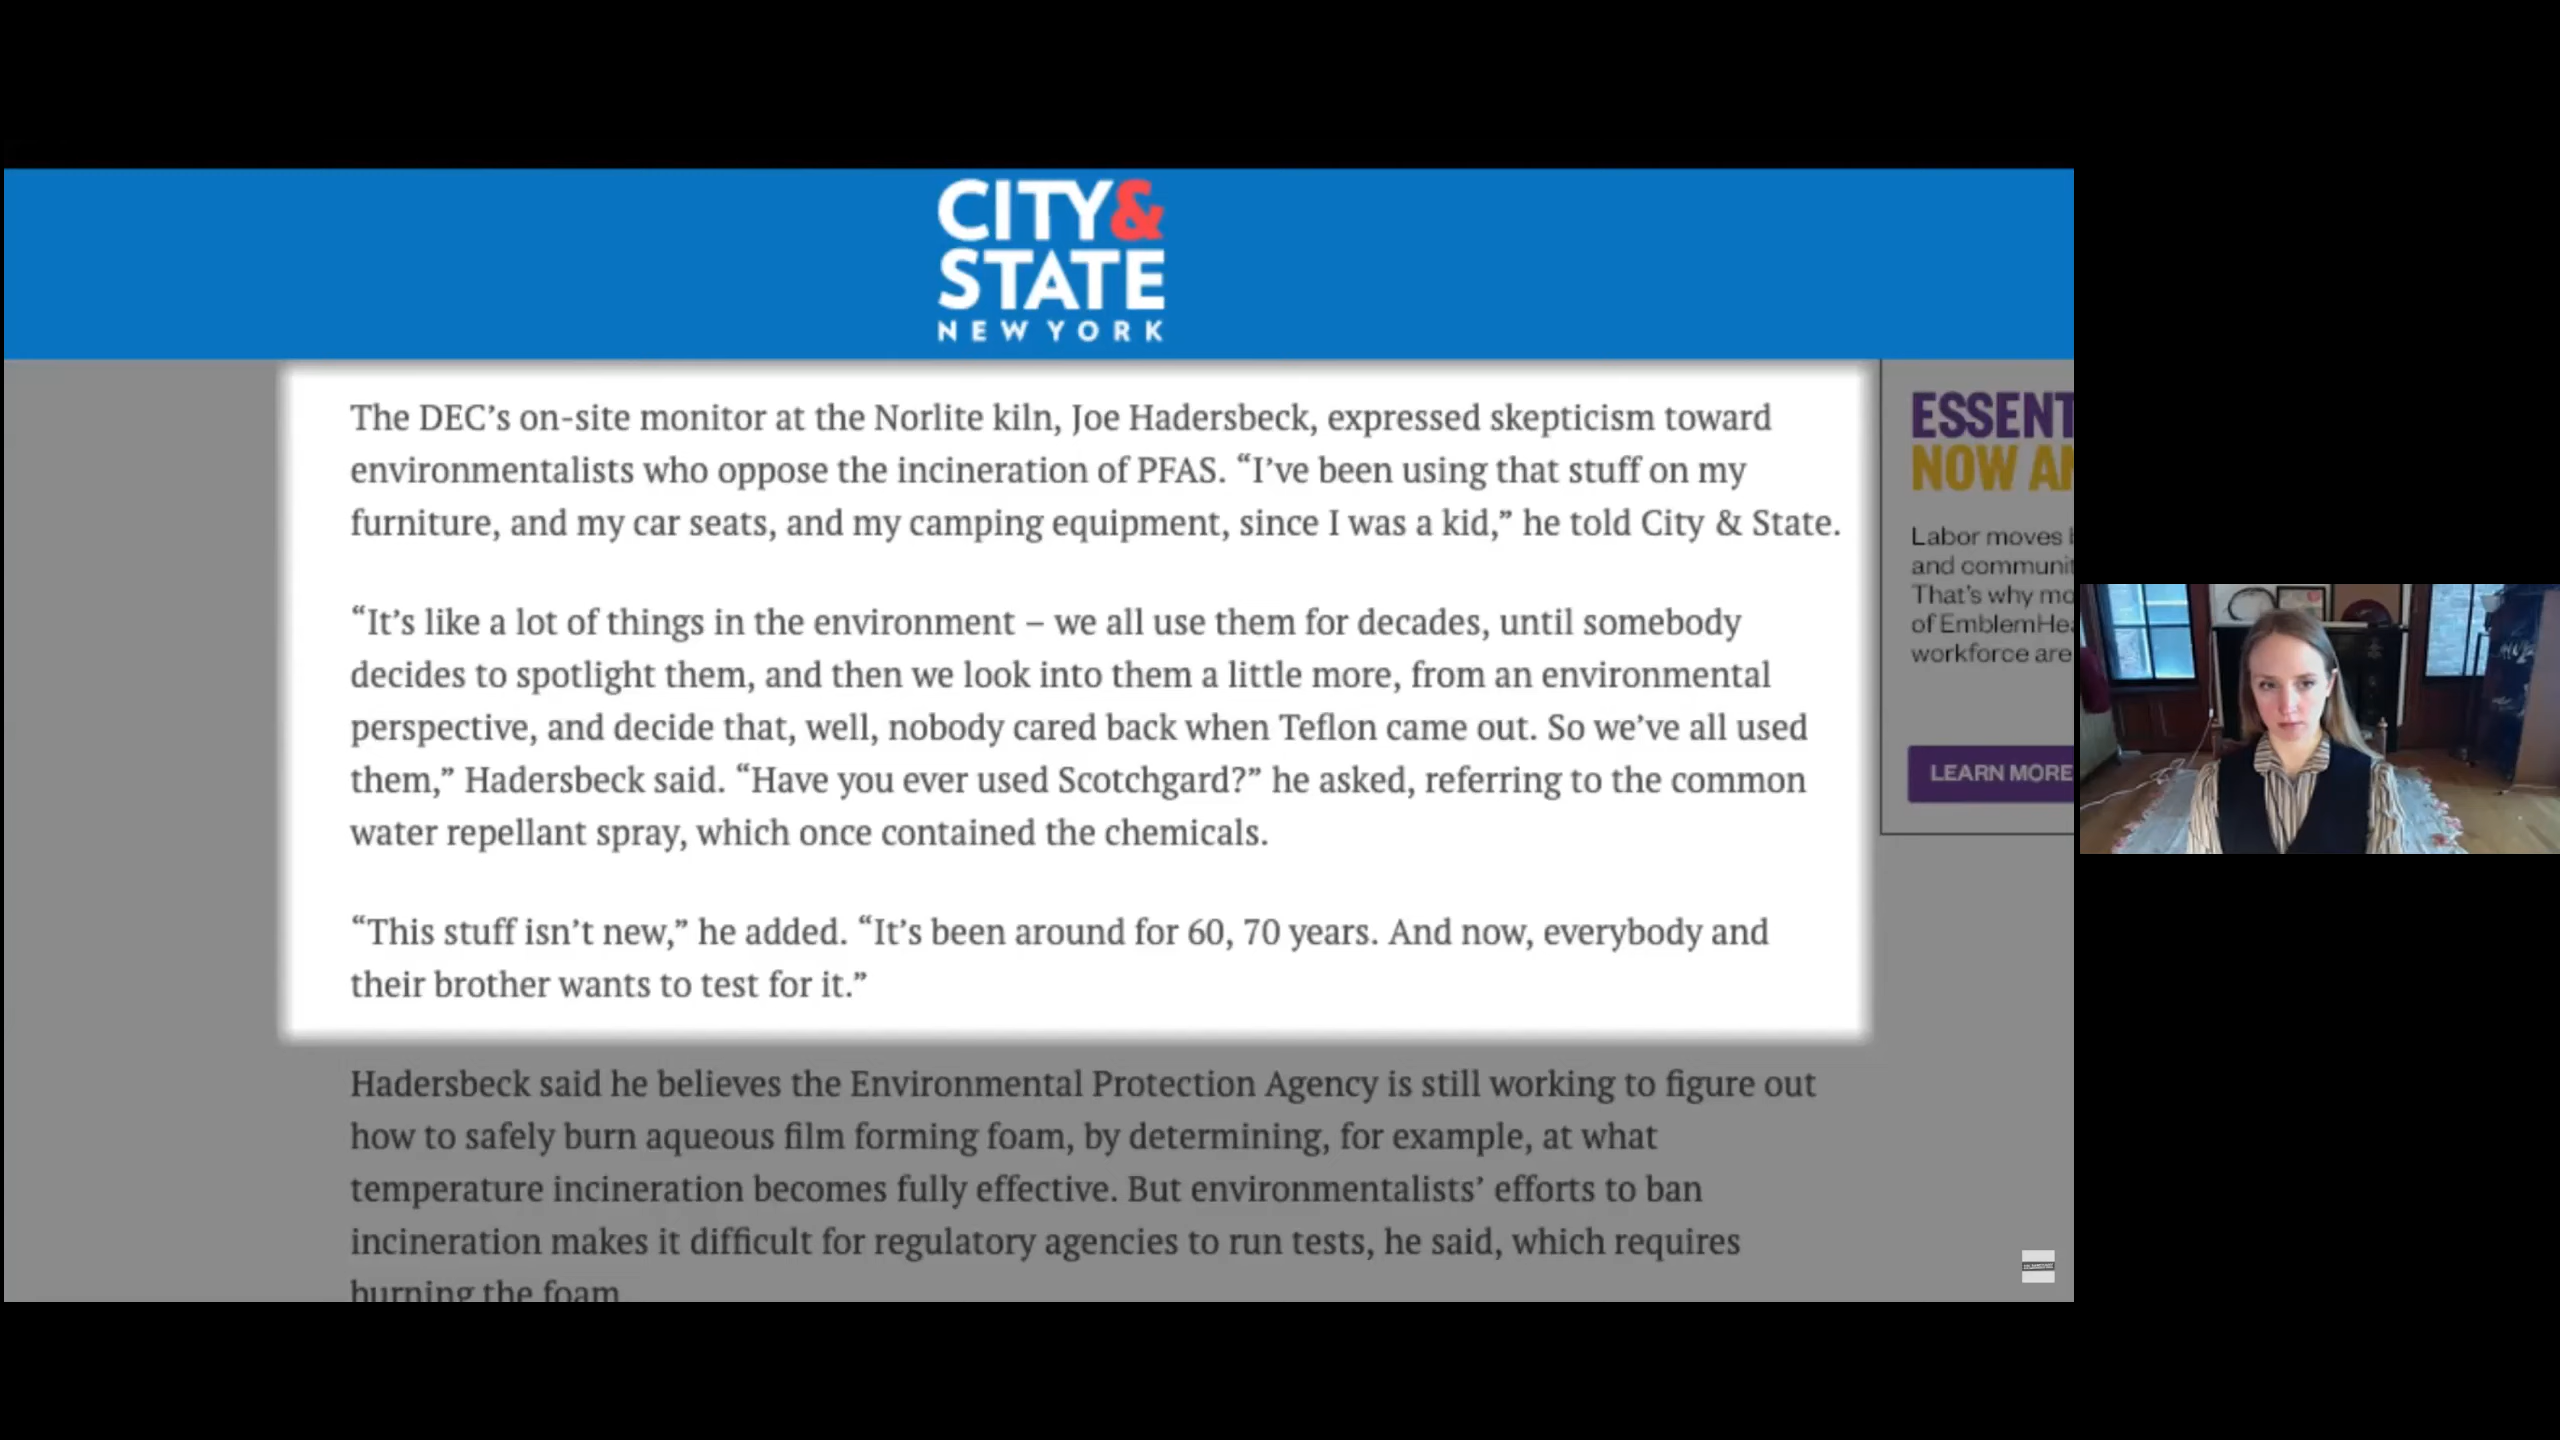 CITY&
STATE
NEW YORK
The DEC’s on-site monitor at the Norlite kiln, Joe Hadersbeck, expressed skepticism toward
environmentalists who oppose the incineration of PFAS. “I’ve been using that stuff on my
furniture, and my car seats, and my camping equipment, since I was a kid,” he told City & State.
“It’s like a lot of things in the environment – we all use them for decades, until somebody
decides to spotlight them, and then we look into them a little more, from an environmental
perspective, and decide that, well, nobody cared back when Teflon came out. So we’ve all used
them,” Hadersbeck said. “Have you ever used Scotchgard?” he asked, referring to the common
water repellant spray, which once contained the chemicals.
“This stuff isn’t new,” he added. “It’s been around for 60, 70 years. And now, everybody and
their brother wants to test for it.”
Hadersbeck said he believes the Environmental Protection Agency is still working to figure out
how to safely burn aqueous film forming foam, by determining, for example, at what
temperature incineration becomes fully effective. But environmentalists’ efforts to ban
incineration makes it difficult for regulatory agencies to run tests, he said, which requires
burning the foam
ESSENT
NOW AN
Labor moves
and communit
That’s why mo
of EmblemHea
workforce are
LEARN MORE